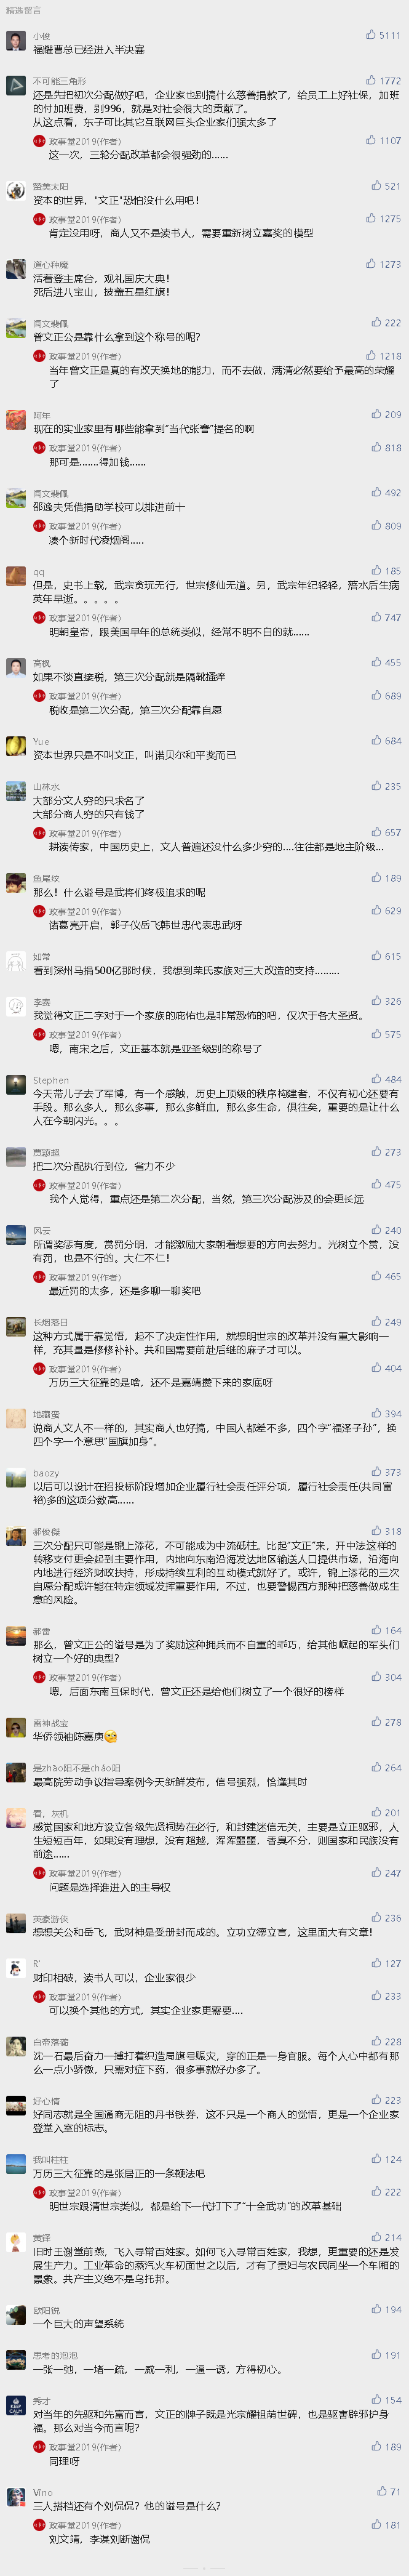 精选留言
小俊
5111
福耀曹总已经进入半决赛
不可能三角形
1772
还是先把初次分配做好吧，企业家也别搞什么慈善捐款了，给员工上好社保，加班
的付加班费，别996，就是对社会很大的贡献了。
从这点看，东子可比其它互联网巨头企业家们强太多了
政事堂2019(作者)
1107
这一次，三轮分配改革都会很强劲的……
赞美太阳
521
资本的世界，"文正"恐怕没什么用吧！
政事堂2019(作者)
1275
肯定没用呀，商人又不是读书人，需要重新树立嘉奖的模型
道心种魔
1273
活着登主席台，观礼国庆大典！
死后进八宝山，披盖五星红旗！
闻文裴佩
222
曾文正公是靠什么拿到这个称号的呢？
政事堂2019(作者)
1218
当年曾文正是真的有改天换地的能力，而不去做，满清必然要给予最高的荣耀
了
阿年
209
现在的实业家里有哪些能拿到“当代张謇”提名的啊
政事堂2019(作者)
818
那可是.......得加钱......
闻文裴佩
492
邵逸夫凭借捐助学校可以排进前十
政事堂2019(作者)
809
凑个新时代凌烟阁.....
qq
185
但是，史书上载，武宗贪玩无行，世宗修仙无道。另，武宗年纪轻轻，落水后生病
英年早逝。。。。。
政事堂2019(作者)
747
明朝皇帝，跟美国早年的总统类似，经常不明不白的就......
高枫
455
如果不谈直接税，第三次分配就是隔靴搔痒
政事堂2019(作者)
689
税收是第二次分配，第三次分配靠自愿
Yue
684
资本世界只是不叫文正，叫诺贝尔和平奖而已
山林水
235
大部分文人穷的只求名了
大部分商人穷的只有钱了
政事堂2019(作者)
657
耕读传家，中国历史上，文人普遍还没什么多少穷的....往往都是地主阶级...
鱼尾纹
189
那么！什么谥号是武将们终极追求的呢
政事堂2019(作者)
629
诸葛亮开启，郭子仪岳飞韩世忠代表忠武呀
如常
615
看到深州马捐500亿那时候，我想到荣氏家族对三大改造的支持………
李骞
326
我觉得文正二字对于一个家族的庇佑也是非常恐怖的吧，仅次于各大圣贤。
政事堂2019(作者)
575
嗯，南宋之后，文正基本就是亚圣级别的称号了
Stephen
484
今天带儿子去了军博，有一个感触，历史上顶级的秩序构建者，不仅有初心还要有
手段。那么多人，那么多事，那么多鲜血，那么多生命，俱往矣，重要的是让什么
人在今朝闪光。。。
贾颖超
273
把二次分配执行到位，省力不少
政事堂2019(作者)
475
我个人觉得，重点还是第二次分配，当然，第三次分配涉及的会更长远
风云
240
所谓奖惩有度，赏罚分明，才能激励大家朝着想要的方向去努力。光树立个赏，没
有罚，也是不行的。大仁不仁！
政事堂2019(作者)
465
最近罚的太多，还是多聊一聊奖吧
长烟落日
249
这种方式属于靠觉悟，起不了决定性作用，就想明世宗的改革并没有重大影响一
样，充其量是修修补补。共和国需要前赴后继的麻子才可以。
政事堂2019(作者)
404
万历三大征靠的是啥，还不是嘉靖攒下来的家底呀
394
说商人文人不一样的，其实商人也好搞，中国人都差不多，四个字“福泽子孙”，换
四个字一个意思“国旗加身”。
baozy
373
以后可以设计在招投标阶段增加企业履行社会责任评分项，履行社会责任(共同富
裕)多的这项分数高……
郝俊傑
318
三次分配只可能是锦上添花，不可能成为中流砥柱。比起“文正”来，开中法这样的
转移支付更会起到主要作用，内地向东南沿海发达地区输送人口提供市场，沿海向
内地进行经济财政扶持，形成持续互利的互动模式就好了。或许，锦上添花的三次
自愿分配或许能在特定领域发挥重要作用，不过，也要警惕西方那种把慈善做成生
意的风险。
郝雷
164
那么，曾文正公的谥号是为了奖励这种拥兵而不自重的乖巧，给其他崛起的军头们
树立一个好的典型？
政事堂2019(作者)
304
嗯，后面东南互保时代，曾文正还是给他们树立了一个很好的榜样
雷神战宝
278
华侨领袖陈嘉庚
是zhāo阳不是cháo阳
264
最高院劳动争议指导案例今天新鲜发布，信号强烈，恰逢其时
看，灰机
201
感觉国家和地方设立各级先贤祠势在必行，和封建迷信无关，主要是立正驱邪，人
生短短百年，如果没有理想，没有超越，浑浑噩噩，香臭不分，则国家和民族没有
前途……
政事堂2019(作者)
247
问题是选择谁进入的主导权
英豪游侠
236
想想关公和岳飞，武财神是受册封而成的。立功立德立言，这里面大有文章！
R'
127
财印相破，读书人可以，企业家很少
政事堂2019(作者)
233
可以换个其他的方式，其实企业家更需要....
白帝落蘅
228
沈一石最后奋力一搏打着织造局旗号赈灾，穿的正是一身官服。每个人心中都有那
么一点小骄傲，只需对症下药，很多事就好办多了。
好心情
223
好同志就是全国通商无阻的丹书铁券，这不只是一个商人的觉悟，更是一个企业家
登堂入室的标志。
我叫柱柱
124
万历三大征靠的是张居正的一条鞭法吧
政事堂2019(作者)
222
明世宗跟清世宗类似，都是给下一代打下了“十全武功”的改革基础
黄铎
214
旧时王谢堂前燕，飞入寻常百姓家。如何飞入寻常百姓家，我想，更重要的还是发
展生产力。工业革命的蒸汽火车初面世之以后，才有了贵妇与农民同坐一个车厢的
景象。共产主义绝不是乌托邦。
欧阳锐
194
一个巨大的声望系统
思考的泡泡
191
一张一弛，一堵一疏，一威一利，一逼一诱，方得初心。
秀才
154
对当年的先驱和先富而言，文正的牌子既是光宗耀祖荫世碑，也是驱害辟邪护身
福。那么对当今而言呢？
政事堂2019(作者)
189
同理呀
Vino
71
三人搭档还有个刘侃侃？他的谥号是什么？
政事堂2019(作者)
181
刘文靖，李谋刘断谢侃